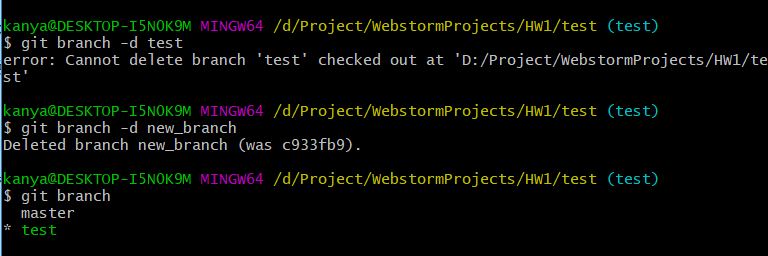 kanya@DESKTOP-I5N0K9M MINGW64 /d/Project/WebstormProjects/HW1/test (test)
$ git branch -d test
error: Cannot delete branch 'test' checked out at 'D:/Project/WebstormProjects/HW1/te
st'
kanya@DESKTOP-I5N0K9M MINGW64 /d/Project/WebstormProjects/HW1/test (test)
$ git branch -d new_branch
Deleted branch new_branch (was c933fb9).
kanya@DESKTOP-I5N0K9M MINGW64 /d/Project/WebstormProjects/HW1/test (test)
$ git branch
  master
* test